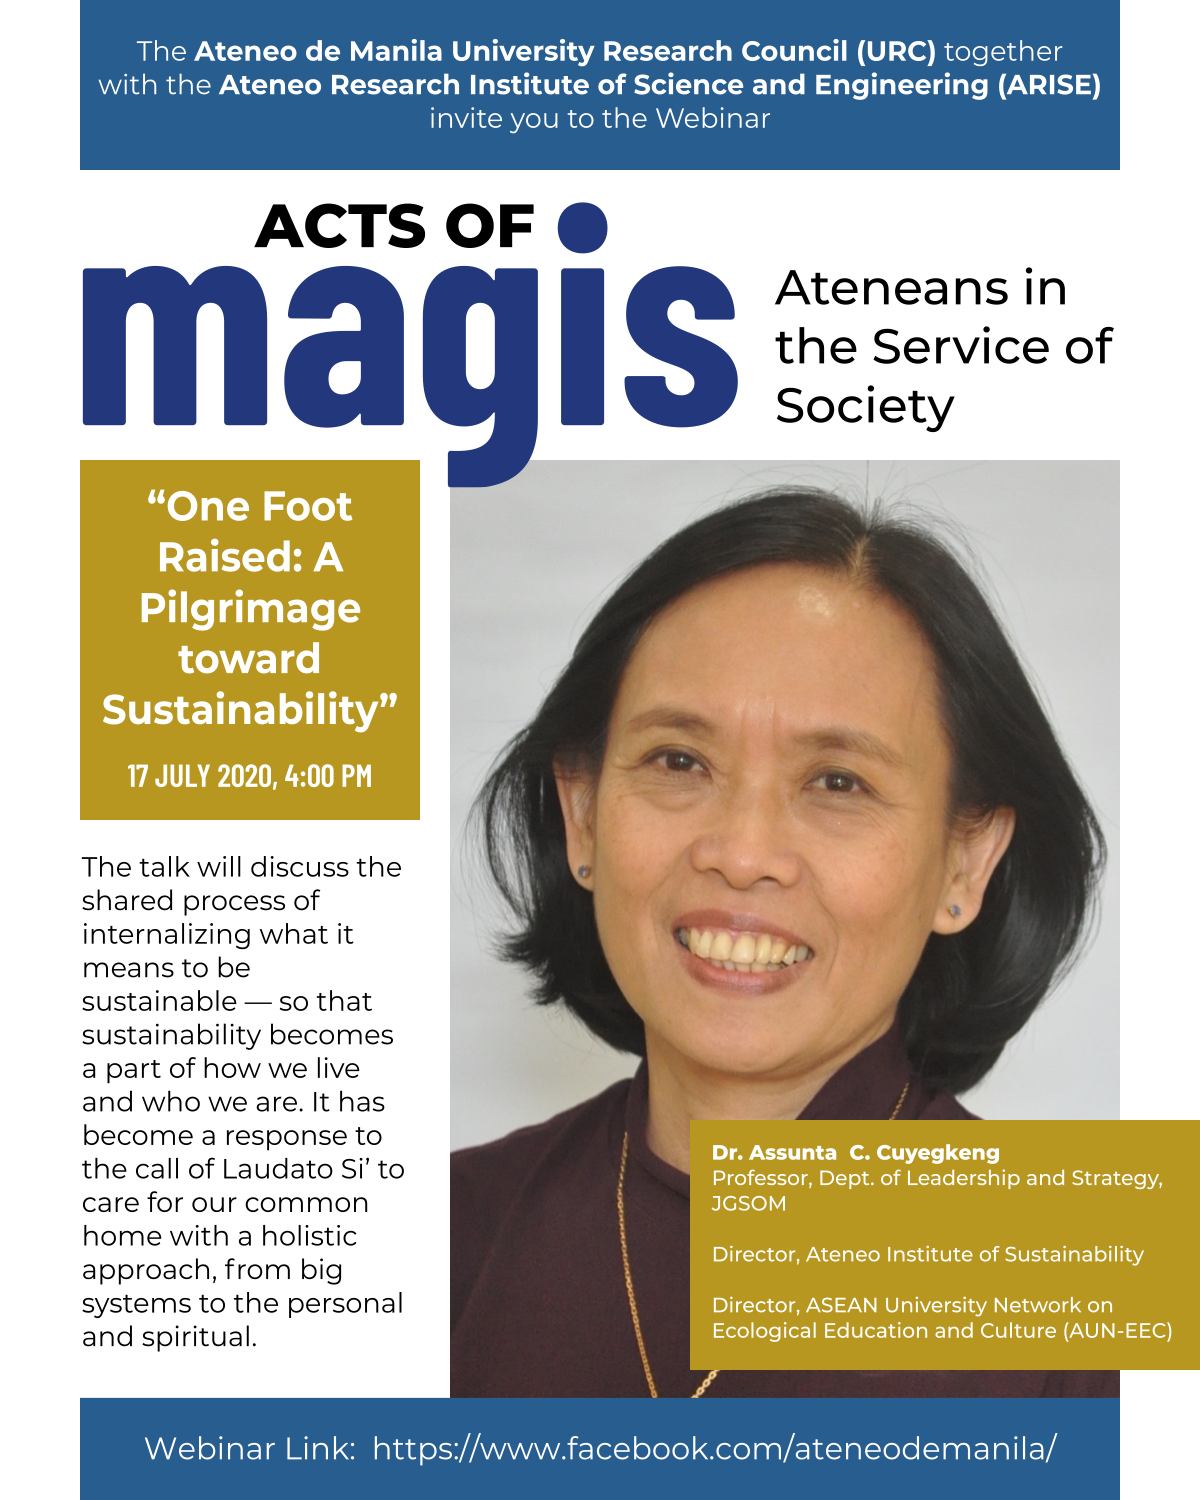 The Ateneo de Manila University Research Council (URC) together
with the Ateneo Research Institute of Science and Engineering (ARISE)
invite you to the Webinar
ACTS OF
magis
Ateneans in
the Service of
Society
“One Foot
Raised: A
Pilgrimage
toward
Sustainability”
17 JULY 2020, 4:00 PM
The talk will discuss the
shared process of
internalizing what it
means to be
sustainable — so that
sustainability becomes
a part of how we live
and who we are. It has
become a response to
the call of Laudato Si’ to
care for our common
home with a holistic
approach, from big
systems to the personal
and spiritual.
Dr. Assunta  C. Cuyegkeng
Professor, Dept. of Leadership and Strategy,
JGSOM
Director, Ateneo Institute of Sustainability
Director, ASEAN University Network on
Ecological Education and Culture (AUN-EEC)
Webinar Link:  https://www.facebook.com/ateneodemanila/